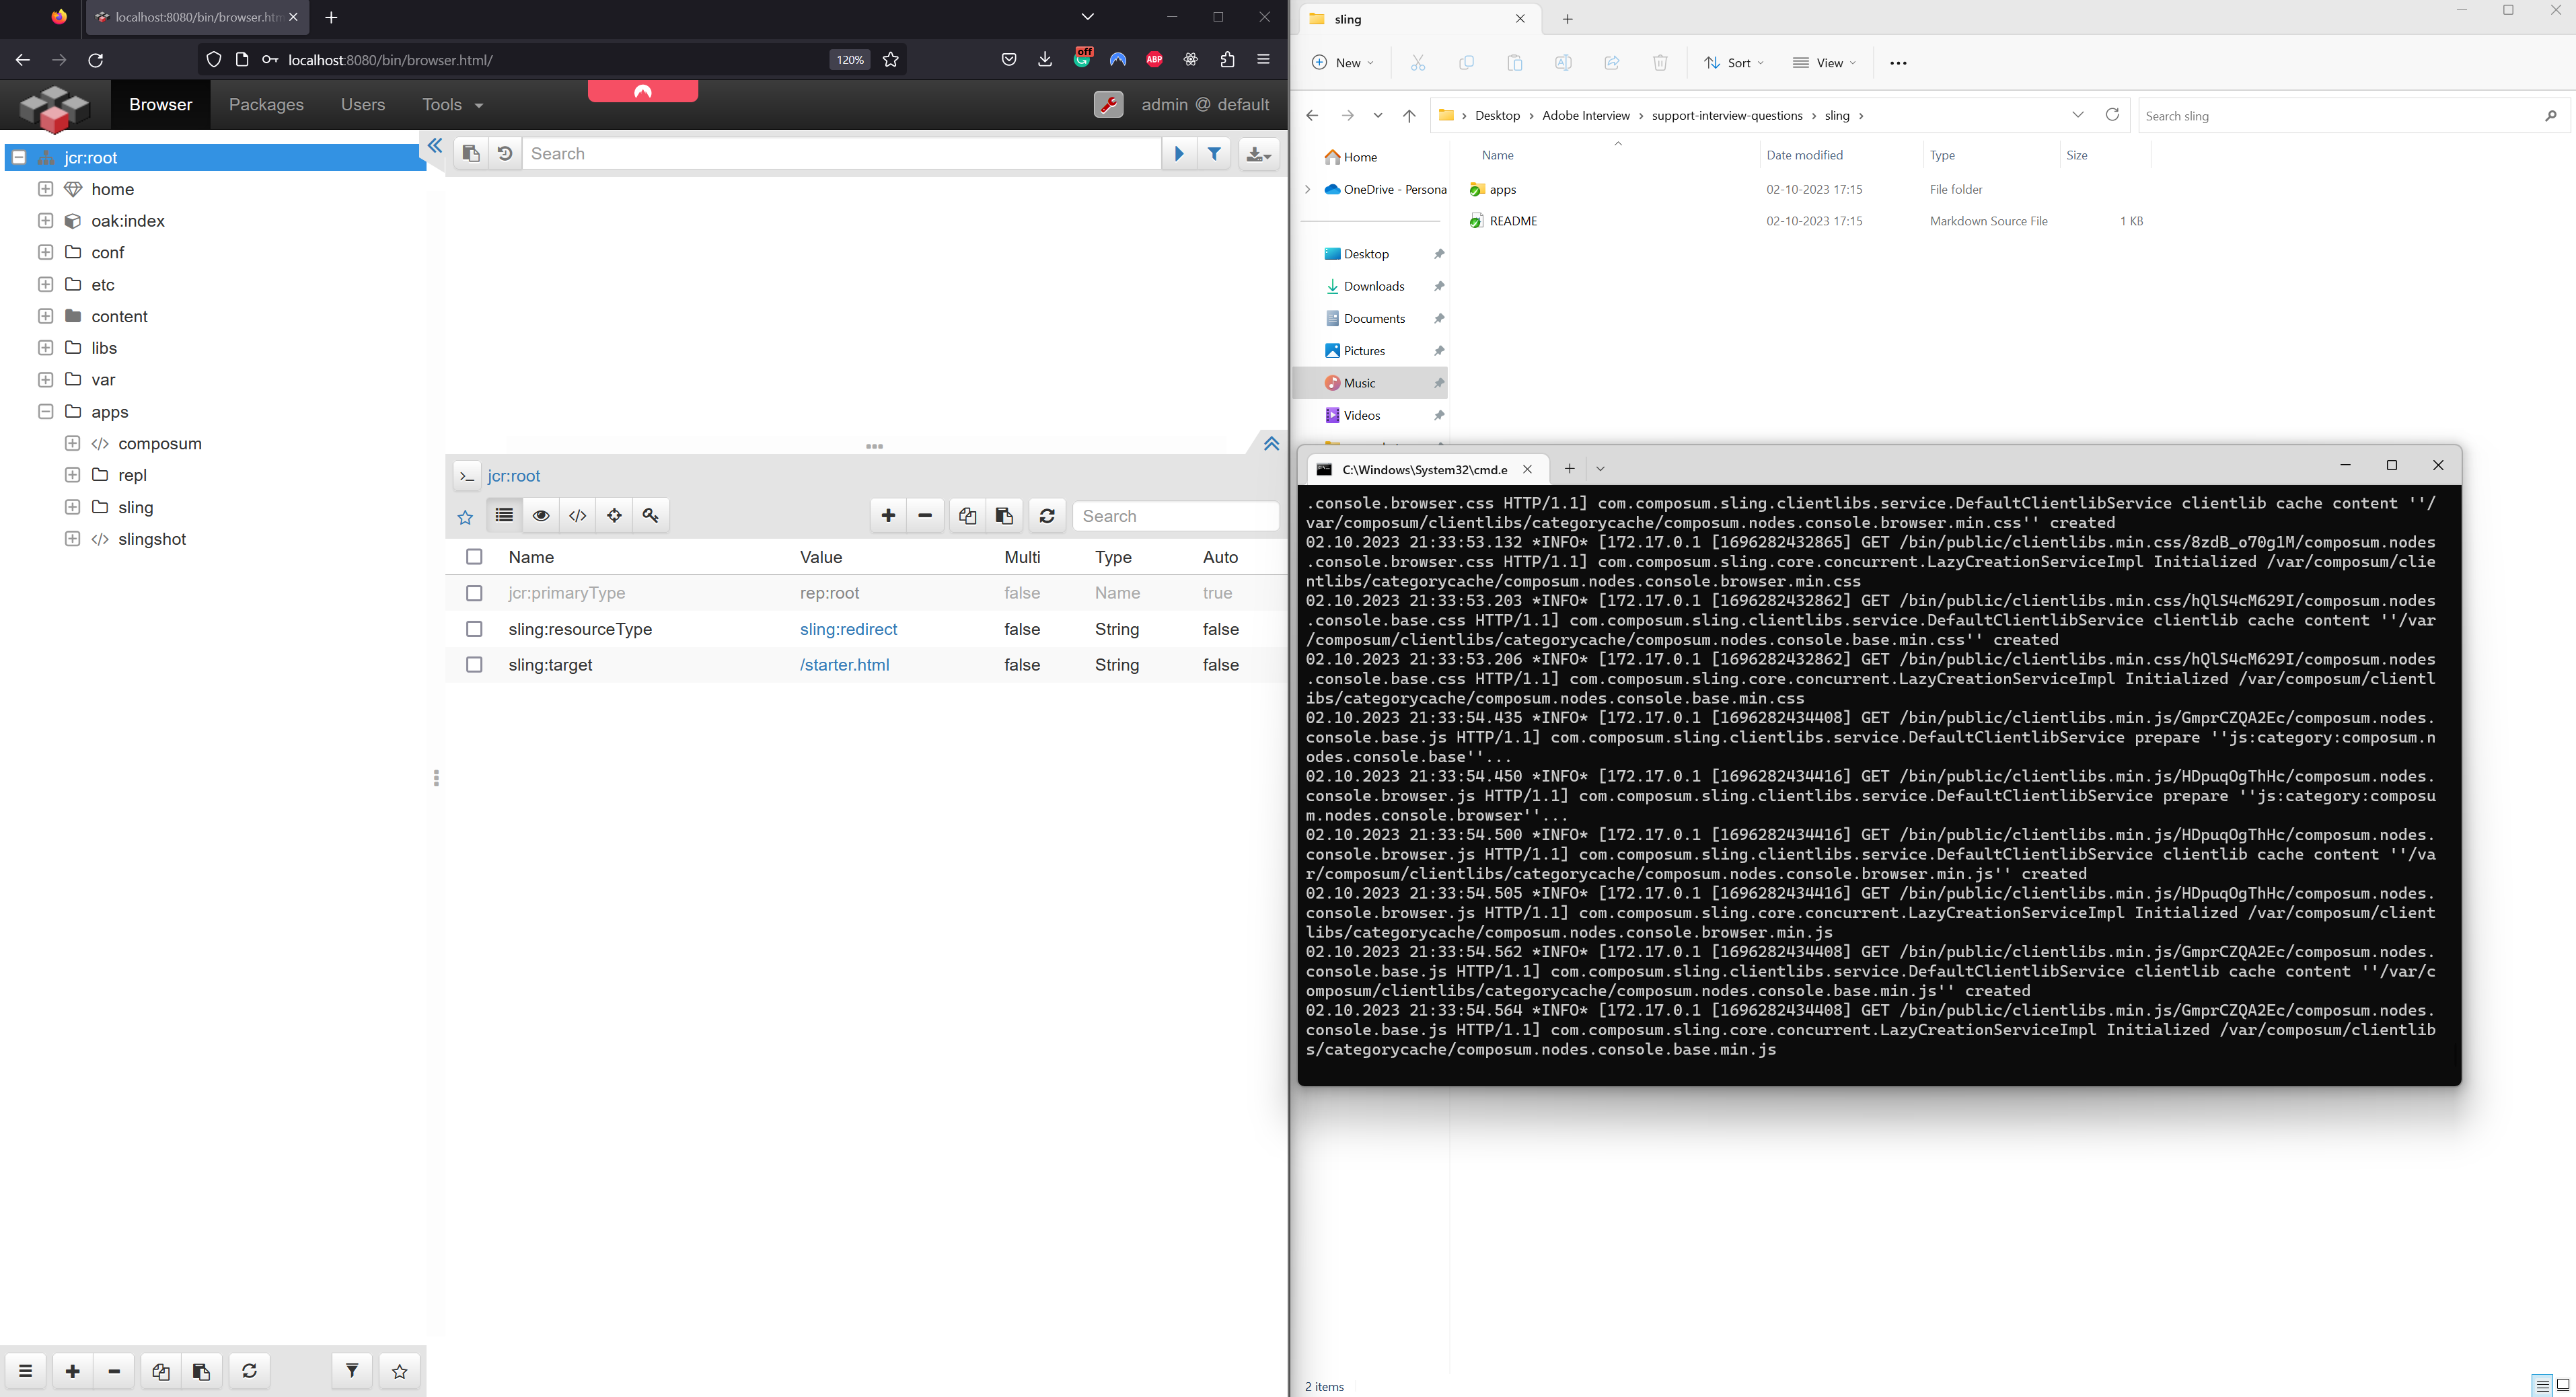 localhost:8080/bin/browser.htm
localhost:8080/bin/browser.html/
120%
off
ABP
Browser
Packages
Users
Tools
admin @ default
jcr:root
home
oak:index
conf
etc
content
libs
var
apps
composum
repl
sling
slingshot
Search
jcr:root
Search
Name Value Multi Type Auto
jcr:primaryType rep:root false Name true
sling:resourceType sling:redirect false String false
sling:target /starter.html false String false
sling
New
Sort
View
Desktop > Adobe Interview > support-interview-questions > sling >
Search sling
Home
OneDrive - Persona
Desktop
Downloads
Documents
Pictures
Music
Videos
Name Date modified Type Size
apps 02-10-2023 17:15 File folder
README 02-10-2023 17:15 Markdown Source File 1 KB
C:\Windows\System32\cmd.e
.console.browser.css HTTP/1.1] com.composum.sling.clientlibs.service.DefaultClientlibService clientlib cache content ''/
var/composum/clientlibs/categorycache/composum.nodes.console.browser.min.css'' created
02.10.2023 21:33:53.132 *INFO* [172.17.0.1 [1696282432865] GET /bin/public/clientlibs.min.css/8zdB_o70g1M/composum.nodes
.console.browser.css HTTP/1.1] com.composum.sling.core.concurrent.LazyCreationServiceImpl Initialized /var/composum/clie
ntlibs/categorycache/composum.nodes.console.browser.min.css
02.10.2023 21:33:53.203 *INFO* [172.17.0.1 [1696282432862] GET /bin/public/clientlibs.min.css/hQlS4cM629I/composum.nodes
.console.base.css HTTP/1.1] com.composum.sling.clientlibs.service.DefaultClientlibService clientlib cache content ''/var
/composum/clientlibs/categorycache/composum.nodes.console.base.min.css'' created
02.10.2023 21:33:53.206 *INFO* [172.17.0.1 [1696282432862] GET /bin/public/clientlibs.min.css/hQlS4cM629I/composum.nodes
.console.base.css HTTP/1.1] com.composum.sling.core.concurrent.LazyCreationServiceImpl Initialized /var/composum/clientl
ibs/categorycache/composum.nodes.console.base.min.css
02.10.2023 21:33:54.435 *INFO* [172.17.0.1 [1696282434408] GET /bin/public/clientlibs.min.js/GmprCZQA2Ec/composum.nodes.
console.base.js HTTP/1.1] com.composum.sling.clientlibs.service.DefaultClientlibService prepare ''js:category:composum.n
odes.console.base''...
02.10.2023 21:33:54.450 *INFO* [172.17.0.1 [1696282434416] GET /bin/public/clientlibs.min.js/HDpuqOgThHc/composum.nodes.
console.browser.js HTTP/1.1] com.composum.sling.clientlibs.service.DefaultClientlibService prepare ''js:category:composu
m.nodes.console.browser''...
02.10.2023 21:33:54.500 *INFO* [172.17.0.1 [1696282434416] GET /bin/public/clientlibs.min.js/HDpuqOgThHc/composum.nodes.
console.browser.js HTTP/1.1] com.composum.sling.clientlibs.service.DefaultClientlibService clientlib cache content ''/va
r/composum/clientlibs/categorycache/composum.nodes.console.browser.min.js'' created
02.10.2023 21:33:54.505 *INFO* [172.17.0.1 [1696282434416] GET /bin/public/clientlibs.min.js/HDpuqOgThHc/composum.nodes.
console.browser.js HTTP/1.1] com.composum.sling.core.concurrent.LazyCreationServiceImpl Initialized /var/composum/client
libs/categorycache/composum.nodes.console.browser.min.js
02.10.2023 21:33:54.562 *INFO* [172.17.0.1 [1696282434408] GET /bin/public/clientlibs.min.js/GmprCZQA2Ec/composum.nodes.
console.base.js HTTP/1.1] com.composum.sling.clientlibs.service.DefaultClientlibService clientlib cache content ''/var/c
omposum/clientlibs/categorycache/composum.nodes.console.base.min.js'' created
02.10.2023 21:33:54.564 *INFO* [172.17.0.1 [1696282434408] GET /bin/public/clientlibs.min.js/GmprCZQA2Ec/composum.nodes.
console.base.js HTTP/1.1] com.composum.sling.core.concurrent.LazyCreationServiceImpl Initialized /var/composum/clientlib
s/categorycache/composum.nodes.console.base.min.js
2 items